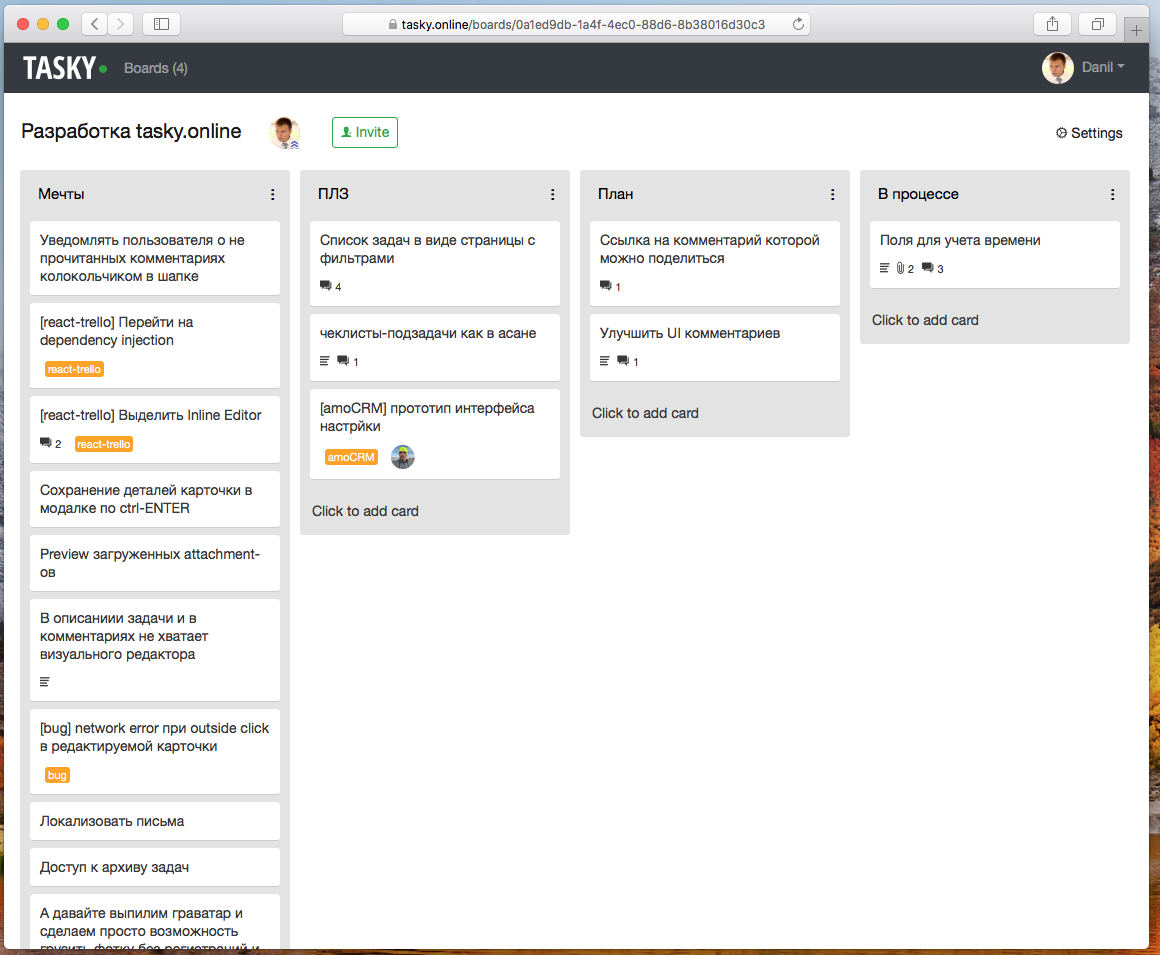 tasky.online/boards/0a1ed9db-1a4f-4ec0-88d6-8b38016d30c3
TASKY
Boards (4)
Danil
Разработка tasky.online
Invite
Settings
Мечты
Уведомлять пользователя о не
прочитанных комментариях
колокольчиком в шапке
[react-trello] Перейти на
dependency injection
react-trello
[react-trello] Выделить Inline Editor
2
react-trello
Сохранение деталей карточки в
модалке по ctrl-ENTER
Preview загруженных attachment-
ов
В описаниии задачи и в
комментариях не хватает
визуального редактора
[bug] network error при outside click
в редактируемой карточки
bug
Локализовать письма
Доступ к архиву задач
А давайте выпилим граватар и
сделаем просто возможность
грузить фотку без регистраций и
ПЛЗ
Список задач в виде страницы с
фильтрами
4
чеклисты-подзадачи как в асане
1
[amoCRM] прототип интерфейса
настрйки
amoCRM
Click to add card
План
Ссылка на комментарий которой
можно поделиться
1
Улучшить UI комментариев
1
Click to add card
В процессе
Поля для учета времени
2 3
Click to add card